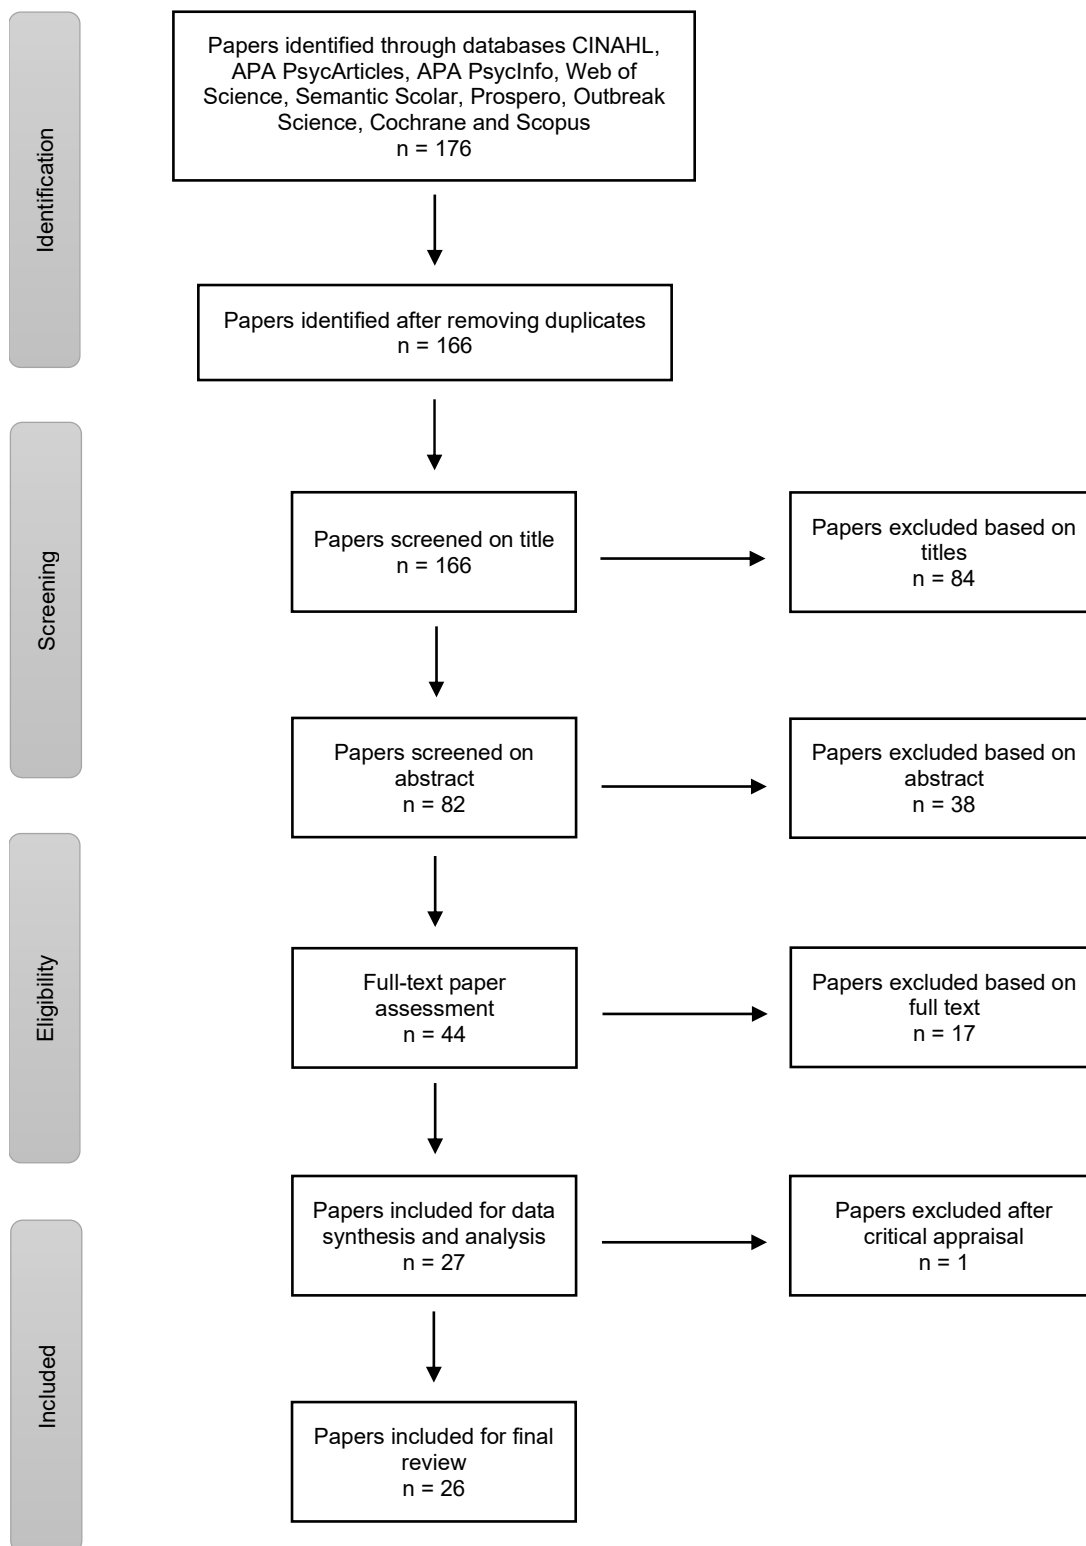 Identification
Papers identified through databases CINAHL,
APA PsycArticles, APA PsycInfo, Web of
Science, Semantic Scolar, Prospero, Outbreak
Science, Cochrane and Scopus
n = 176
Papers identified after removing duplicates
n = 166
Screening
Papers screened on title
n = 166
Papers excluded based on
titles
n = 84
Papers screened on
abstract
n = 82
Papers excluded based on
abstract
n = 38
Eligibility
Full-text paper
assessment
n = 44
Papers excluded based on
full text
n = 17
Included
Papers included for data
synthesis and analysis
n = 27
Papers excluded after
critical appraisal
n = 1
Papers included for final
review
n = 26